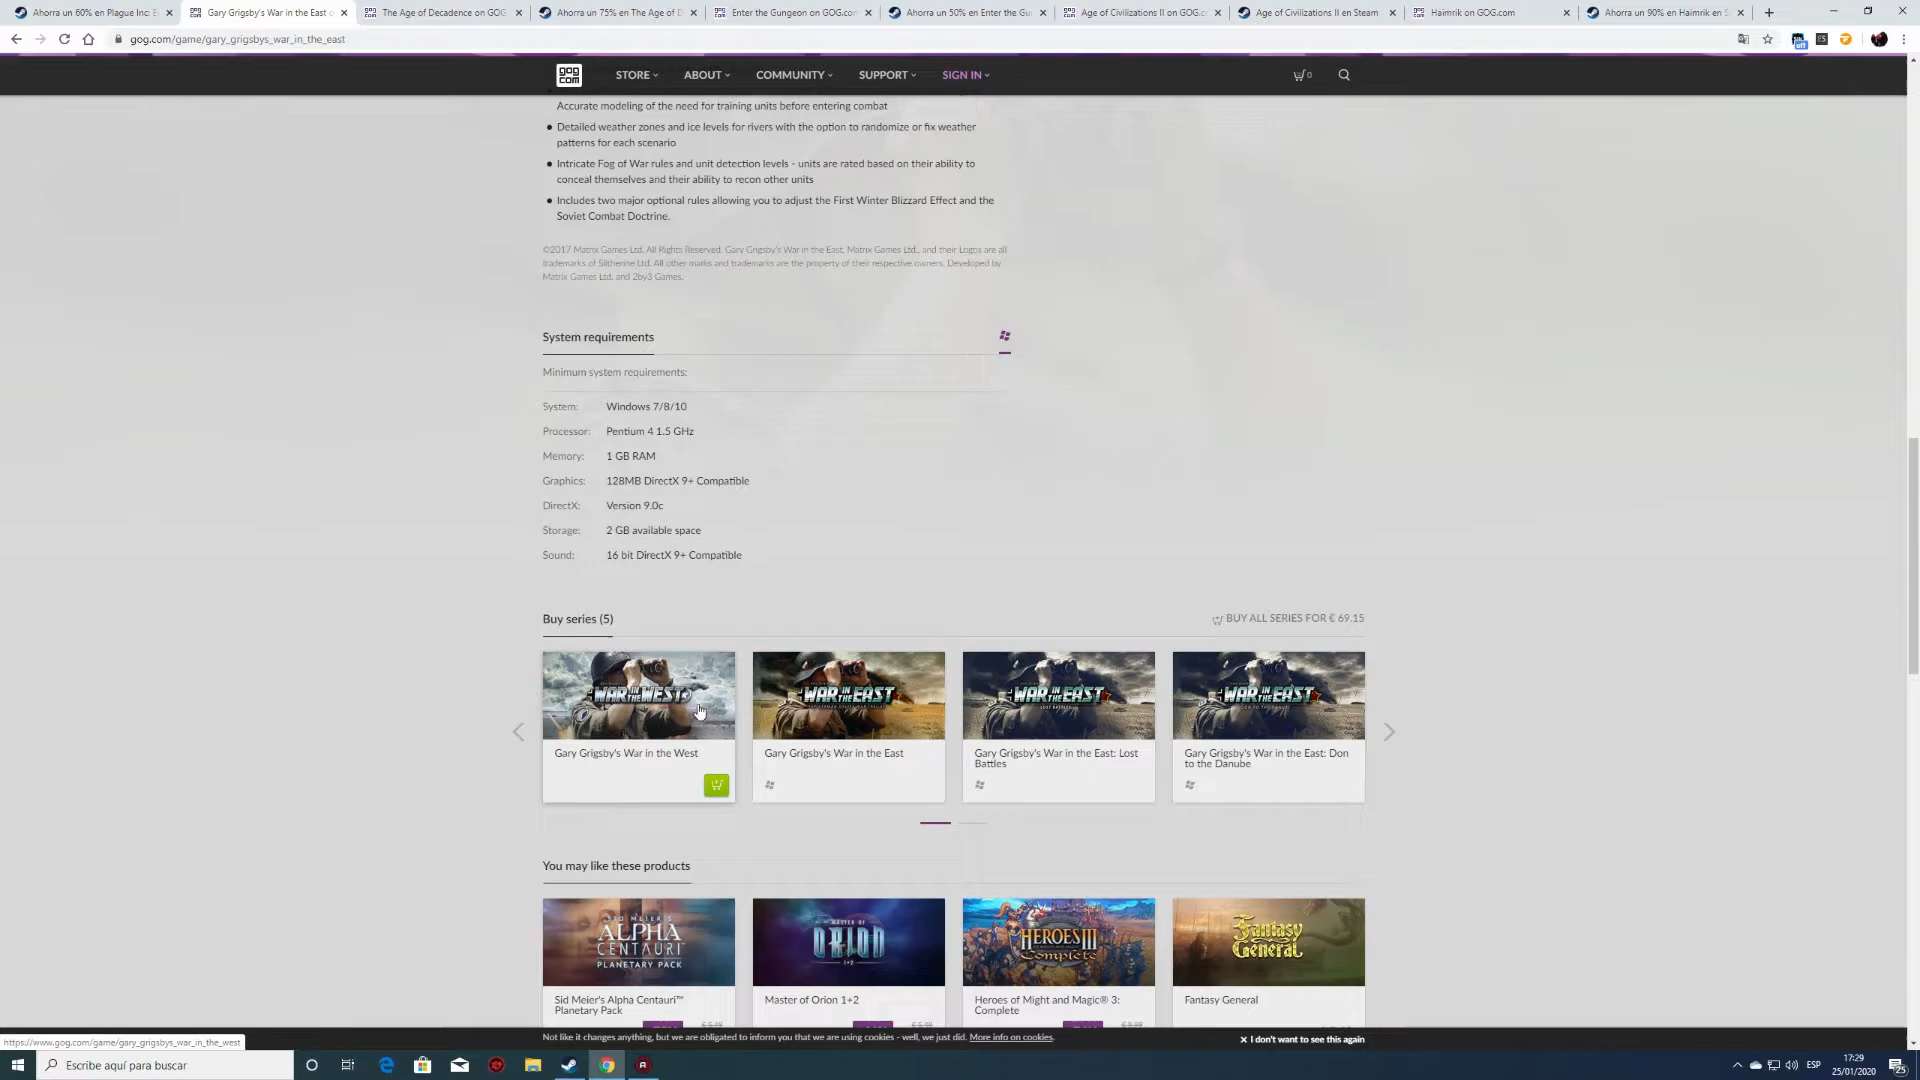 Ahorra un 60% en Plague Inc: E
Gary Grigsby's War in the East o
The Age of Decadence on GOG
Ahorra un 75% en The Age of D
Enter the Gungeon on GOG.com
Ahorra un 50% en Enter the Gu
Age of Civilizations II on GOG.c
Age of Civilizations II en Steam
Haimrik on GOG.com
Ahorra un 90% en Haimrik en S
gog.com/game/gary_grigsbys_war_in_the_east
off
ES
gog
com
STORE
ABOUT
COMMUNITY
SUPPORT
SIGN IN
0
Accurate modeling of the need for training units before entering combat
Detailed weather zones and ice levels for rivers with the option to randomize or fix weather
patterns for each scenario
Intricate Fog of War rules and unit detection levels - units are rated based on their ability to
conceal themselves and their ability to recon other units
Includes two major optional rules allowing you to adjust the First Winter Blizzard Effect and the
Soviet Combat Doctrine.
©2017 Matrix Games Ltd. All Rights Reserved. Gary Grigsby's War in the East, Matrix Games Ltd., and their Logos are all
trademarks of Slitherine Ltd. All other marks and trademarks are the property of their respective owners. Developed by
Matrix Games Ltd. and 2by3 Games.
System requirements
Minimum system requirements:
System: Windows 7/8/10
Processor: Pentium 4 1.5 GHz
Memory: 1 GB RAM
Graphics: 128MB DirectX 9+ Compatible
DirectX: Version 9.0c
Storage: 2 GB available space
Sound: 16 bit DirectX 9+ Compatible
Buy series (5)
BUY ALL SERIES FOR € 69.15
WAR IN THE WEST
WAR IN THE EAST
WAR IN THE EAST
LOST BATTLES
WAR IN THE EAST
DON TO THE DANUBE
Gary Grigsby's War in the West
Gary Grigsby's War in the East
Gary Grigsby's War in the East: Lost
Battles
Gary Grigsby's War in the East: Don
to the Danube
You may like these products
SID MEIER'S
ALPHA
CENTAURI
PLANETARY PACK
MASTER OF
ORION
1+2
HEROES III
Complete
Fantasy
General
Sid Meier's Alpha Centauri™
Planetary Pack
Master of Orion 1+2
Heroes of Might and Magic® 3:
Complete
Fantasy General
https://www.gog.com/game/gary_grigsbys_war_in_the_west
Not like it changes anything, but we are obligated to inform you that we are using cookies - well, we just did. More info on cookies.
I don't want to see this again
Escribe aquí para buscar
ESP
17:29
25/01/2020
25